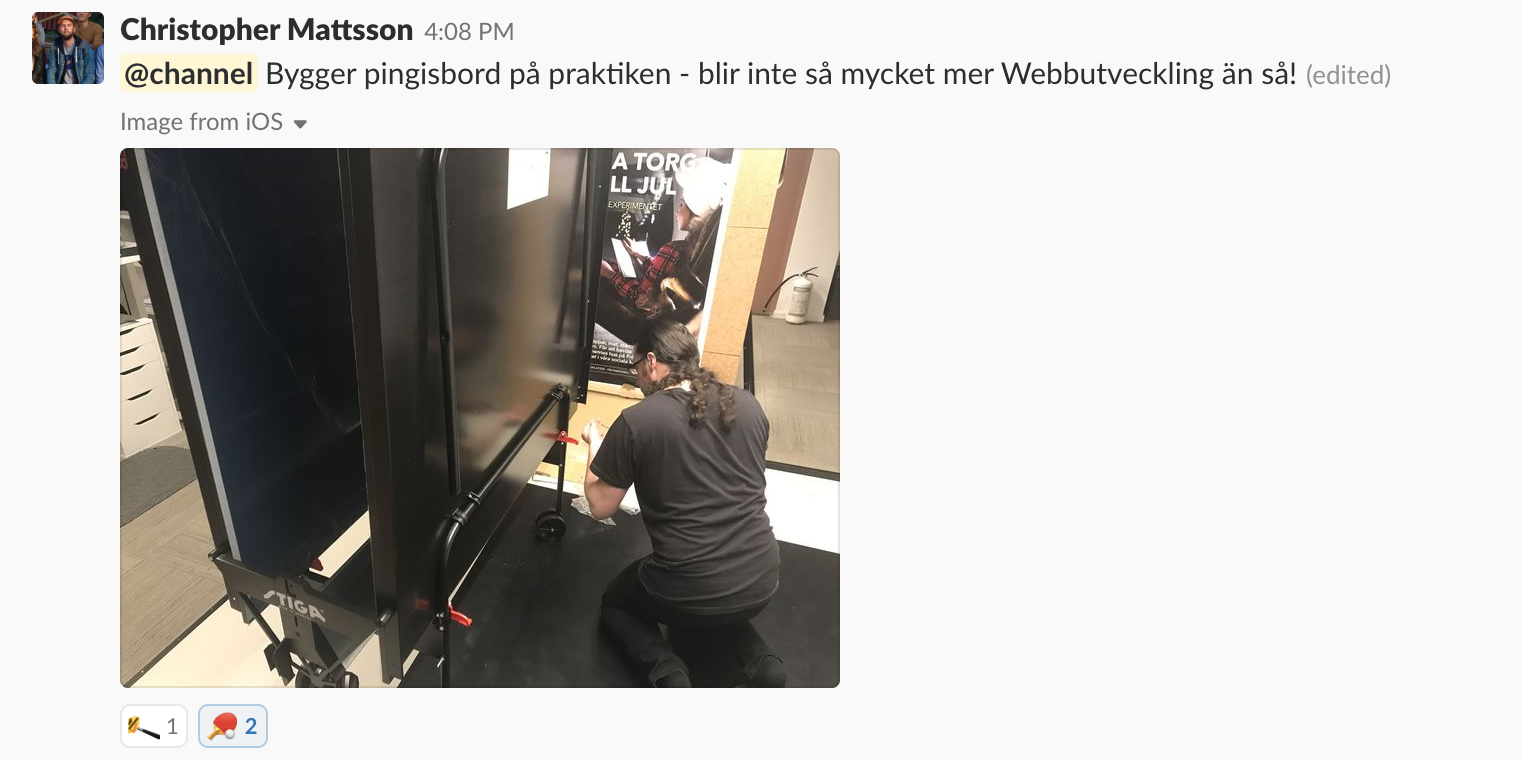 Christopher Mattsson 4:08 PM
@channel Bygger pingisbord på praktiken - blir inte så mycket mer Webbutveckling än så! (edited)
Image from iOS
A TORG
LL JUL
EXPERIMENTET
STIGA
1
2